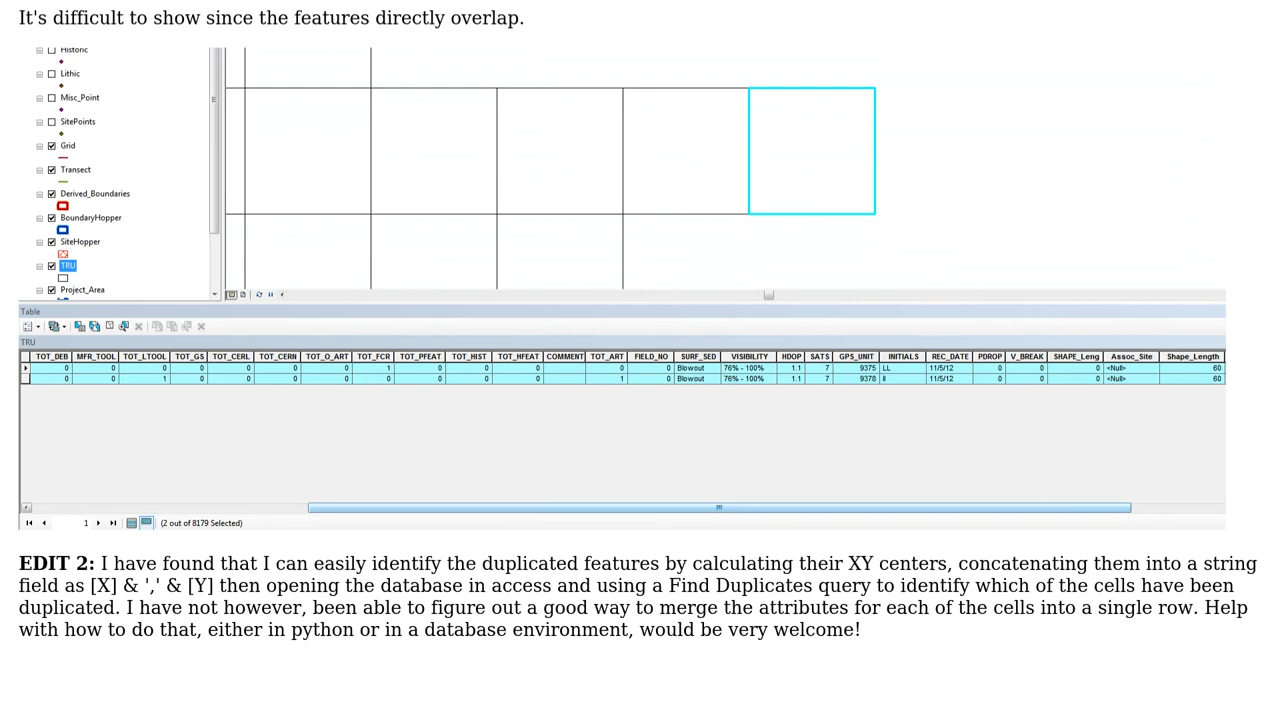 It's difficult to show since the features directly overlap.
Historic
Lithic
Misc_Point
SitePoints
Grid
Transect
Derived_Boundaries
BoundaryHopper
SiteHopper
TRU
Project_Area
Table
TRU
TOT_DEB MFR_TOOL TOT_LTOOL TOT_GS TOT_CERL TOT_CERN TOT_O_ART TOT_FCR TOT_PFEAT TOT_HIST TOT_HFEAT COMMENT TOT_ART FIELD_NO SURF_SED VISIBILITY HDOP SATS GPS_UNIT INITIALS REC_DATE PDROP V_BREAK SHAPE_Leng Assoc_Site Shape_Length
0 0 0 0 0 0 0 1 0 0 0 0 0 Blowout 76% - 100% 1.1 7 9375 LL 11/5/12 0 0 0 <Null> 60
0 0 1 0 0 0 0 0 0 0 0 1 0 Blowout 76% - 100% 1.1 7 9378 ll 11/5/12 0 0 0 <Null> 60
1 (2 out of 8179 Selected)
EDIT 2: I have found that I can easily identify the duplicated features by calculating their XY centers, concatenating them into a string
field as [X] & ',' & [Y] then opening the database in access and using a Find Duplicates query to identify which of the cells have been
duplicated. I have not however, been able to figure out a good way to merge the attributes for each of the cells into a single row. Help
with how to do that, either in python or in a database environment, would be very welcome!